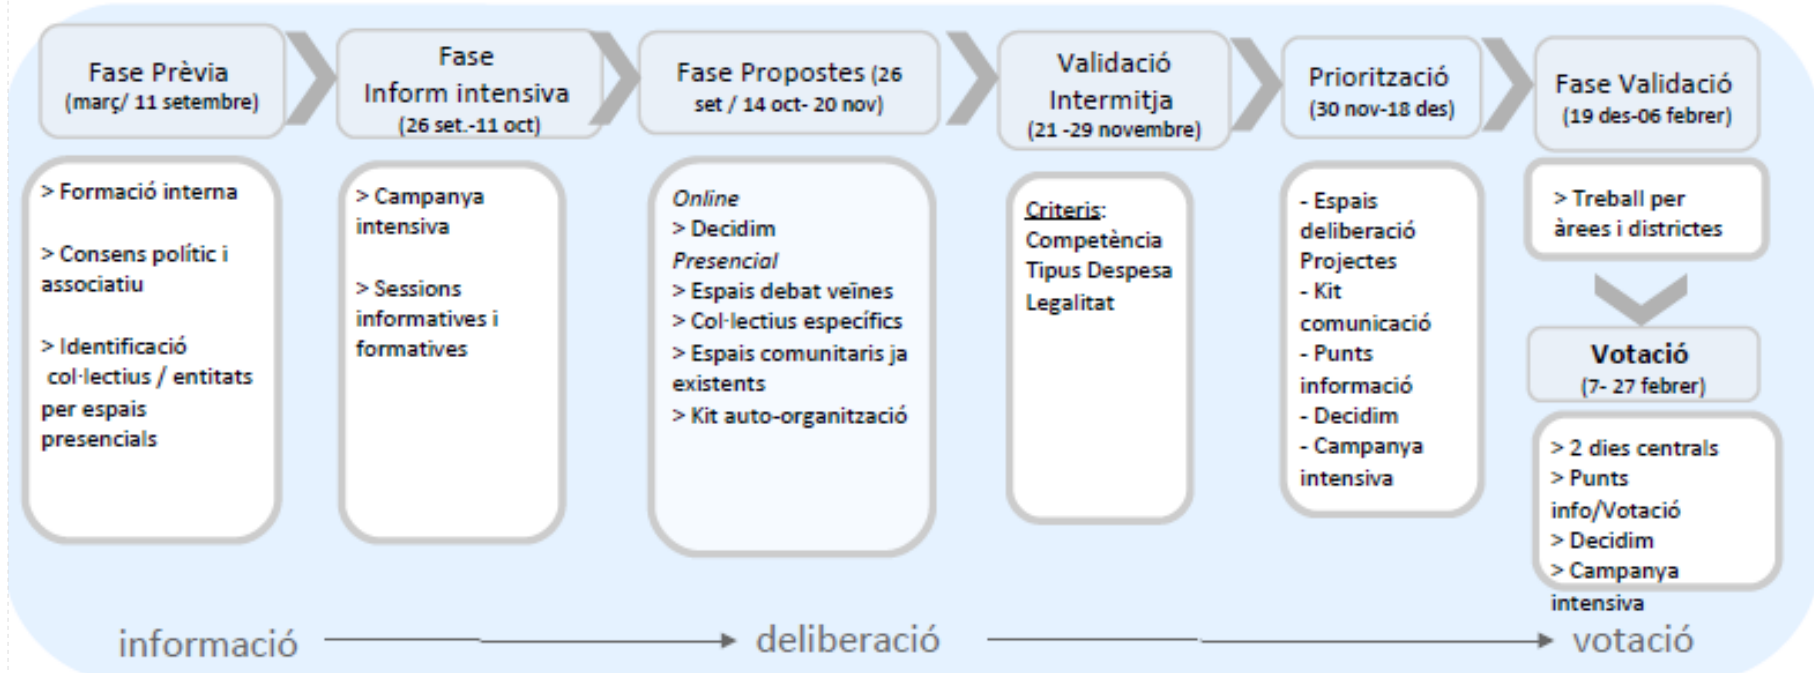 Fase Prèvia
(març/ 11 setembre)
> Formació interna
> Consens polític i
associatiu
> Identificació
col·lectius / entitats
per espais
presencials
Fase
Inform intensiva
(26 set.-11 oct)
> Campanya
intensiva
> Sessions
informatives i
formatives
Fase Propostes (26
set / 14 oct- 20 nov)
Online
> Decidim
Presencial
> Espais debat veïnes
> Col·lectius específics
> Espais comunitaris ja
existents
> Kit auto-organització
Validació
Intermitja
(21 -29 novembre)
Criteris:
Competència
Tipus Despesa
Legalitat
Priorització
(30 nov-18 des)
- Espais
deliberació
Projectes
- Kit
comunicació
- Punts
informació
- Decidim
- Campanya
intensiva
Fase Validació
(19 des-06 febrer)
> Treball per
àrees i districtes
Votació
(7- 27 febrer)
> 2 dies centrals
> Punts
info/Votació
> Decidim
> Campanya
intensiva
informació
deliberació
votació